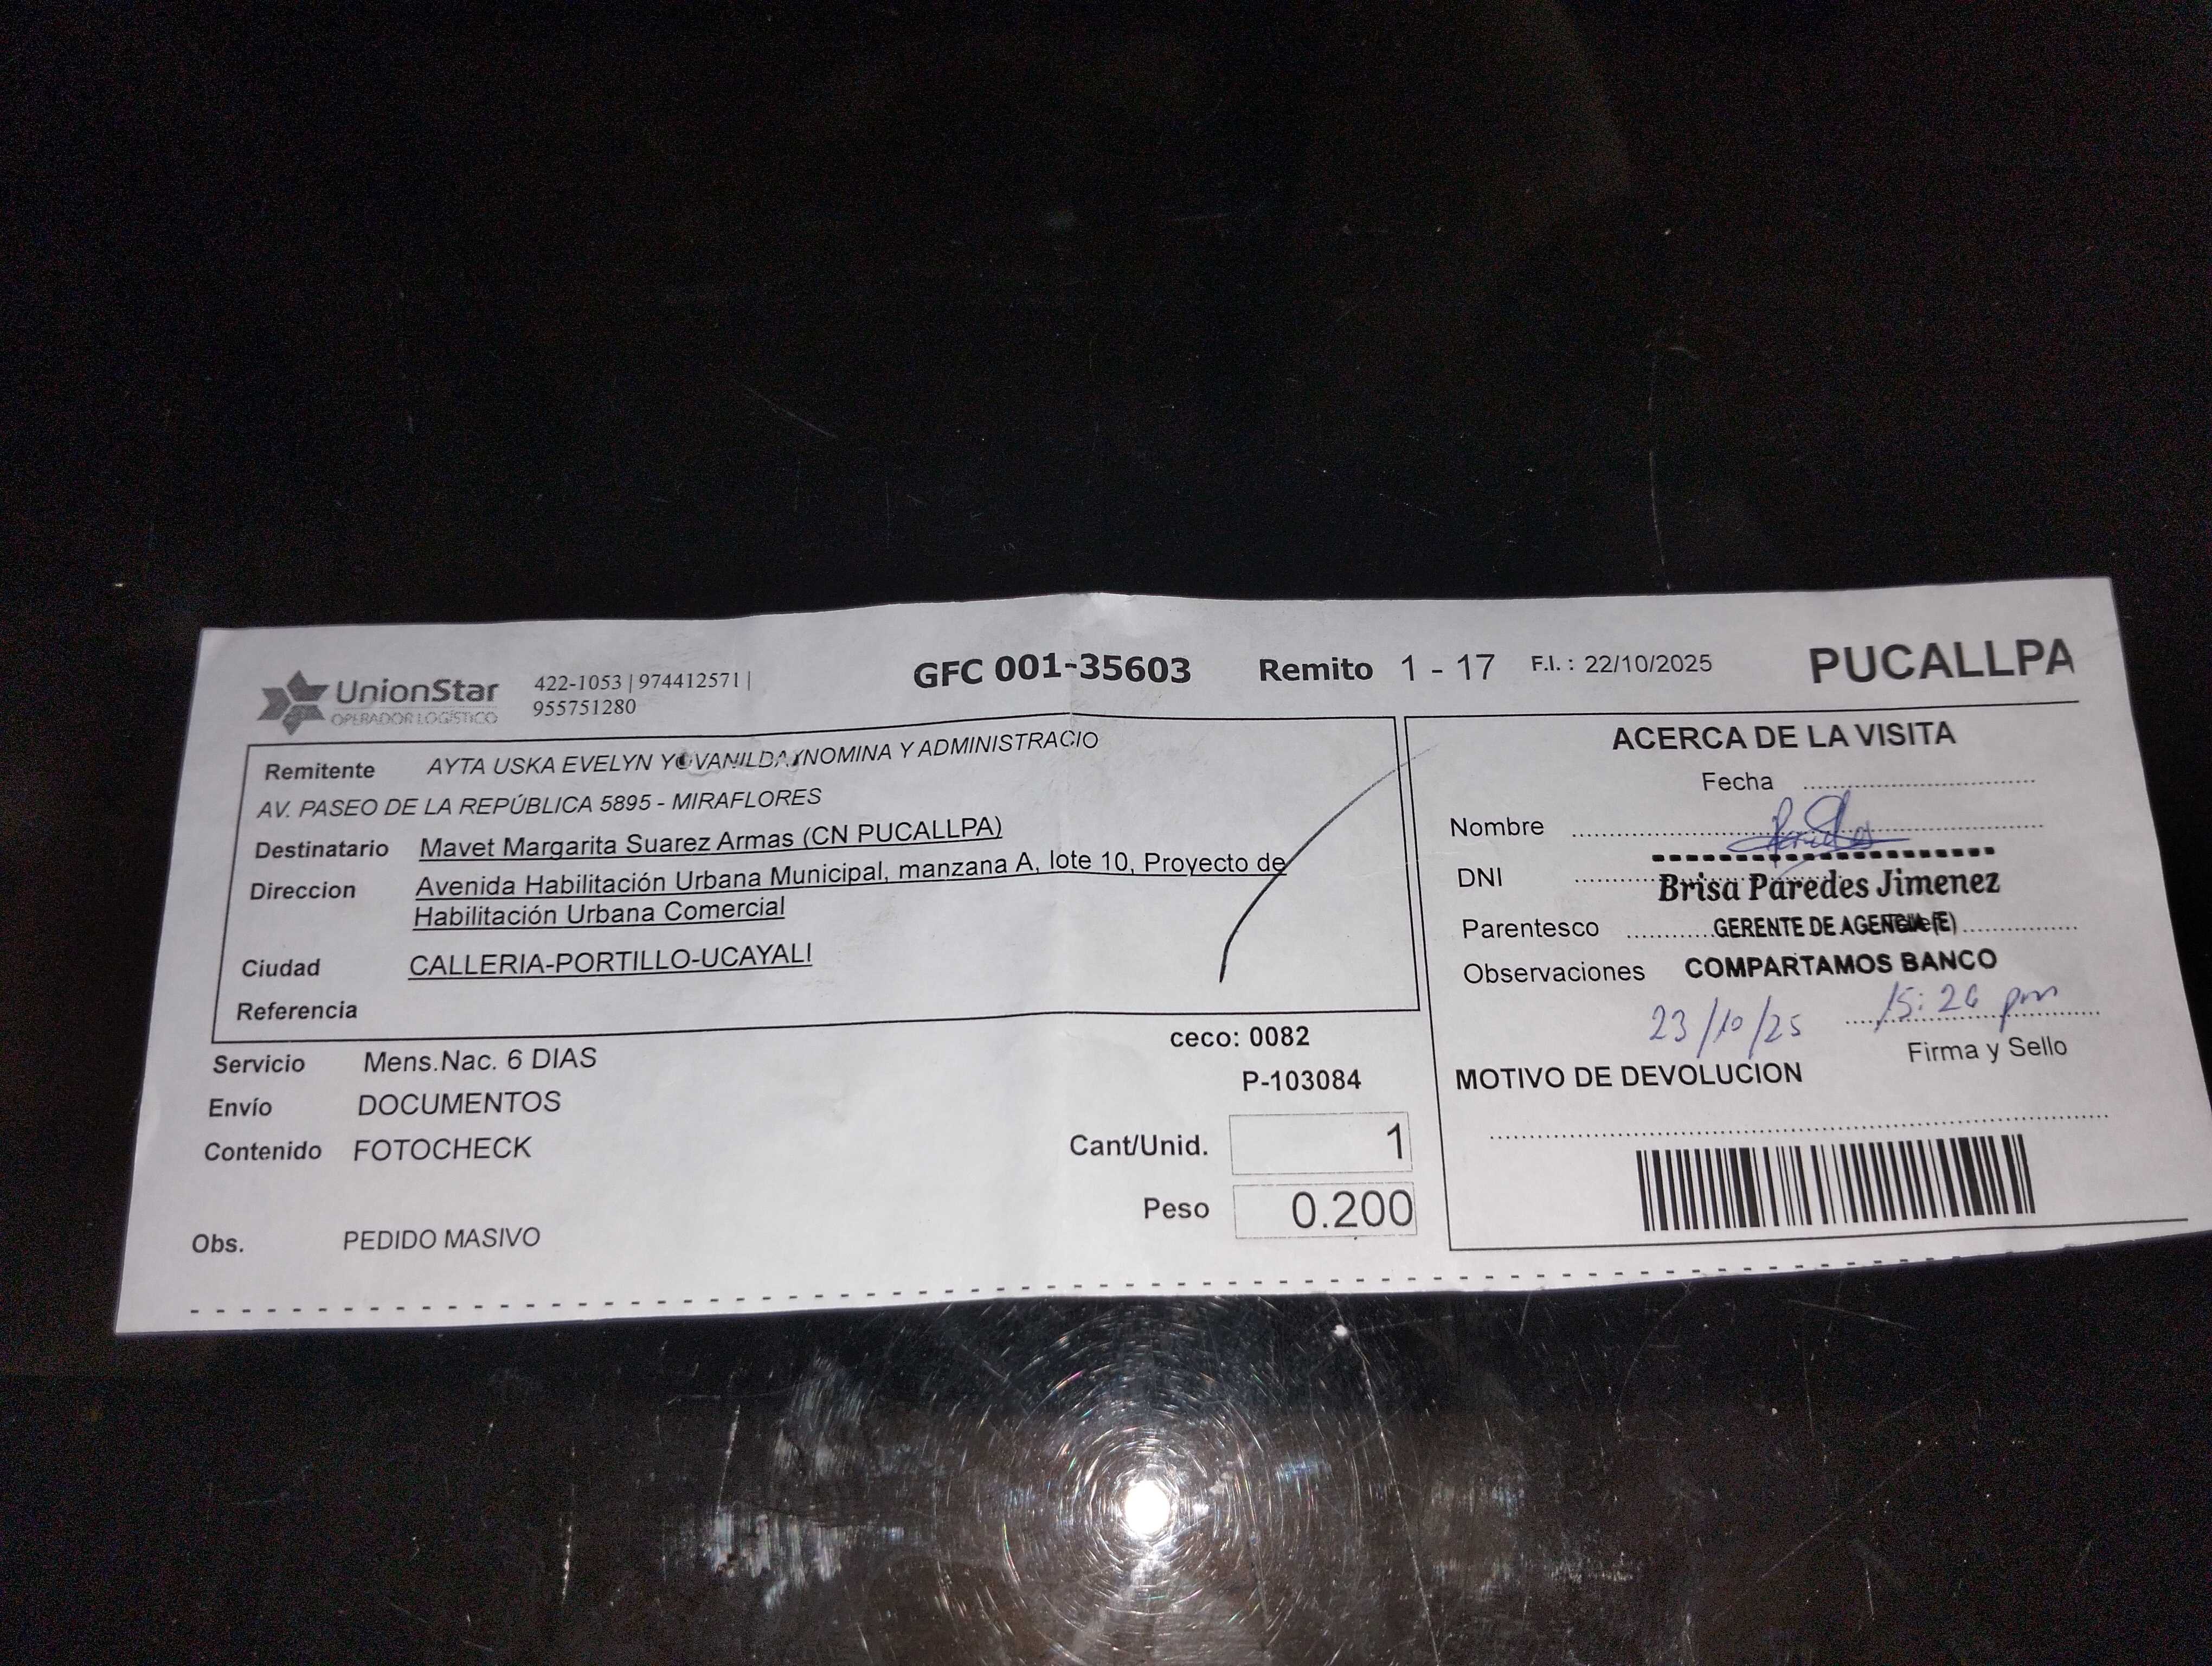 UnionStar
OPERADOR LOGÍSTICO
422-1053 | 974412571 |
955751280
GFC 001-35603 Remito 1 - 17 F.I. : 22/10/2025 PUCALLPA
Remitente AYTA USKA EVELYN YOVANILDA/NOMINA Y ADMINISTRACIO
AV. PASEO DE LA REPÚBLICA 5895 - MIRAFLORES
Destinatario Mavet Margarita Suarez Armas (CN PUCALLPA)
Direccion Avenida Habilitación Urbana Municipal, manzana A, lote 10, Proyecto de
Habilitación Urbana Comercial
Ciudad CALLERIA-PORTILLO-UCAYALI
Referencia
ceco: 0082
Servicio Mens.Nac. 6 DIAS
P-103084
Envío DOCUMENTOS
Contenido FOTOCHECK
Cant/Unid. 1
Peso 0.200
Obs. PEDIDO MASIVO
ACERCA DE LA VISITA
Fecha
Nombre
DNI
Brisa Paredes Jimenez
Parentesco GERENTE DE AGENCIA (E)
Observaciones COMPARTAMOS BANCO
23/10/25 15:26 pm
Firma y Sello
MOTIVO DE DEVOLUCION